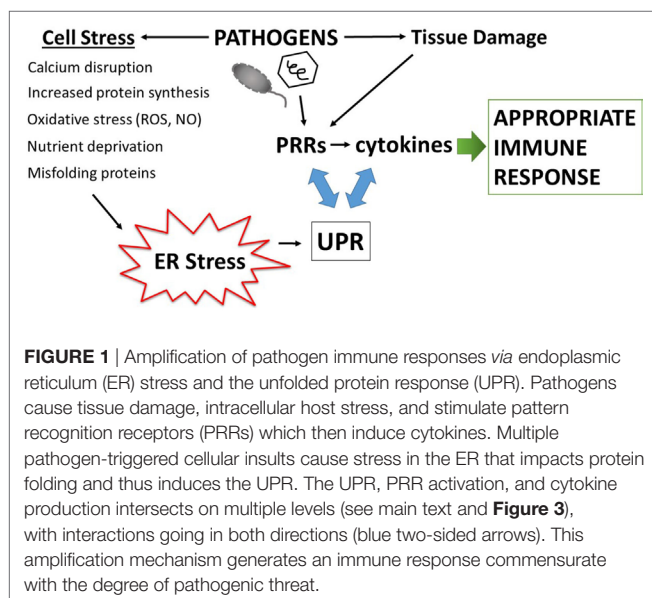 Cell Stress
PATHOGENS
Tissue Damage
Calcium disruption
Increased protein synthesis
Oxidative stress (ROS, NO)
Nutrient deprivation
Misfolding proteins
PRRs
cytokines
APPROPRIATE
IMMUNE
RESPONSE
ER Stress
UPR
FIGURE 1 | Amplification of pathogen immune responses via endoplasmic
reticulum (ER) stress and the unfolded protein response (UPR). Pathogens
cause tissue damage, intracellular host stress, and stimulate pattern
recognition receptors (PRRs) which then induce cytokines. Multiple
pathogen-triggered cellular insults cause stress in the ER that impacts protein
folding and thus induces the UPR. The UPR, PRR activation, and cytokine
production intersects on multiple levels (see main text and Figure 3),
with interactions going in both directions (blue two-sided arrows). This
amplification mechanism generates an immune response commensurate
with the degree of pathogenic threat.